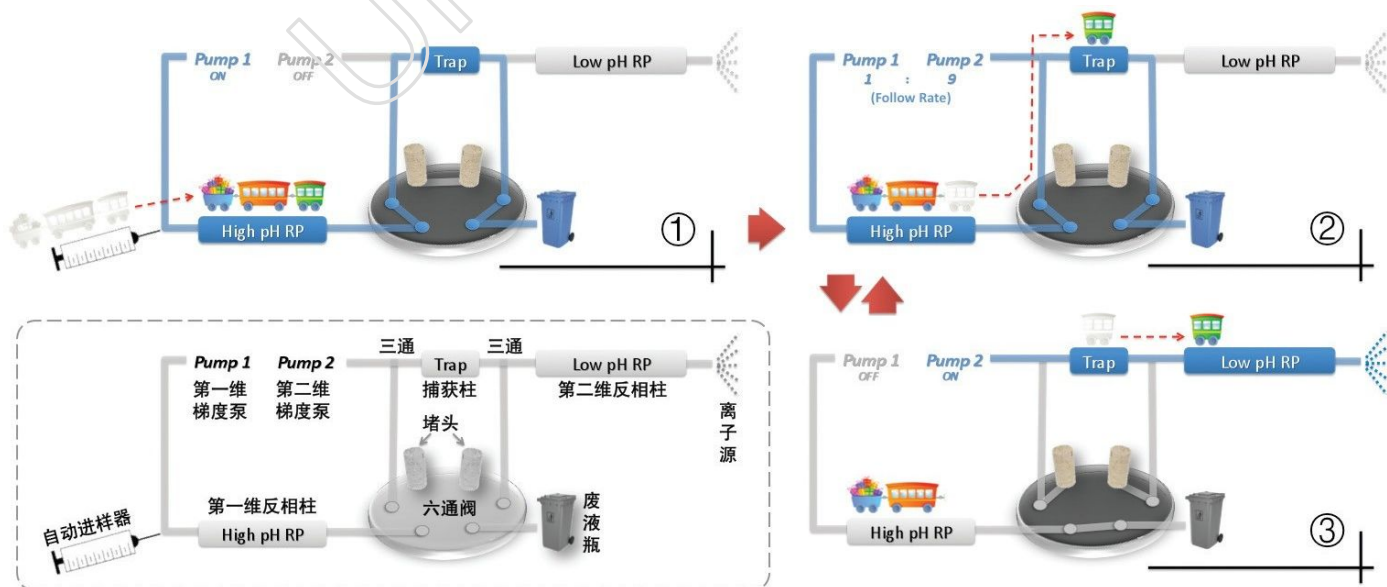 Pump 1
ON
Pump 2
OFF
Trap
Low pH RP
High pH RP
①
Pump 1
Pump 2
1 : 9
(Follow Rate)
Trap
Low pH RP
High pH RP
②
三通
三通
Pump 1
Pump 2
Trap
Low pH RP
第一维
梯度泵
第二维
梯度泵
捕获柱
第二维反相柱
堵头
离子源
第一维反相柱
六通阀
废液瓶
自动进样器
High pH RP
Pump 1
OFF
Pump 2
ON
Trap
Low pH RP
High pH RP
③